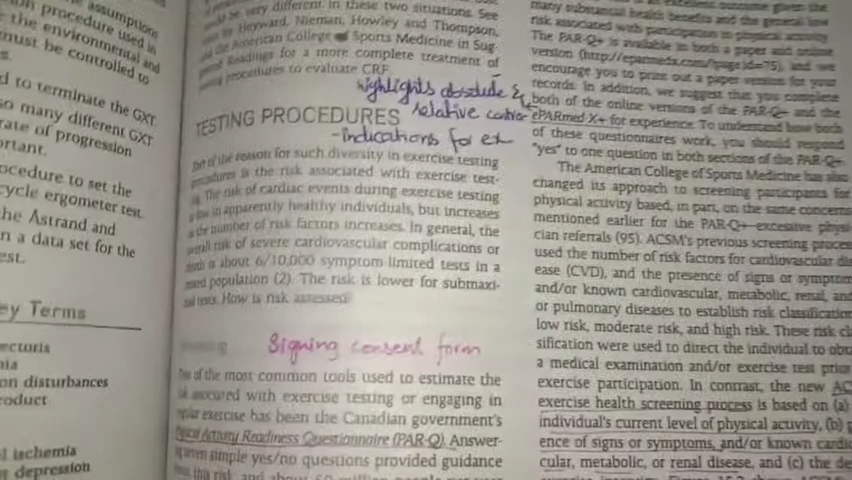 assumptions
procedure used in
the environmental and
must be controlled to
to terminate the GXT.
so many different GXT
rate of progression
ortant.
ocedure to set the
cycle ergometer test.
the Åstrand and
n a data set for the
est.
ey Terms
ectoris
nia
on disturbances
oduct
l ischemia
t depression
be very different in these two situations. See
Heyward, Nieman, Howley and Thompson,
and the American College of Sports Medicine in Sug-
Readings for a more complete treatment of
procedures to evaluate CRF.
Highlights absolute &
relative contra
-indications for ex
TESTING PROCEDURES
Part of the reason for such diversity in exercise testing
procedures is the risk associated with exercise test-
ing. The risk of cardiac events during exercise testing
is low in apparently healthy individuals, but increases
as the number of risk factors increases. In general, the
overall risk of severe cardiovascular complications or
death is about 6/10,000 symptom limited tests in a
mixed population (2). The risk is lower for submaxi-
mal tests. How is risk assessed?
Signing consent form
One of the most common tools used to estimate the
risk associated with exercise testing or engaging in
regular exercise has been the Canadian government's
Physical Activity Readiness Questionnaire (PAR-Q). Answer-
ing seven simple yes/no questions provided guidance
this risk, and about 50 million people
many substantial health benefits and the general low
risk associated with participation in physical activity.
The PAR-Q+ is available in both a paper and online
version (http://eparmedx.com/?page_id=75), and we
encourage you to print out a paper version for your
records. In addition, we suggest that you complete
both of the online versions of the PAR-Q+ and the
ePARmed X+ for experience. To understand how both
of these questionnaires work, you should respond
"yes" to one question in both sections of the PAR-Q+.
The American College of Sports Medicine has also
changed its approach to screening participants for
physical activity based, in part, on the same concerns
mentioned earlier for the PAR-Q+ excessive physi-
cian referrals (95). ACSM's previous screening process
used the number of risk factors for cardiovascular dis-
ease (CVD), and the presence of signs or symptoms
and/or known cardiovascular, metabolic, renal, and
or pulmonary diseases to establish risk classification
low risk, moderate risk, and high risk. These risk cl
sification were used to direct the individual to obt
a medical examination and/or exercise test prior
exercise participation. In contrast, the new AC
exercise health screening process is based on (a)
individual's current level of physical activity, (b)
ence of signs or symptoms, and/or known cardio
cular, metabolic, or renal disease, and (c) the de